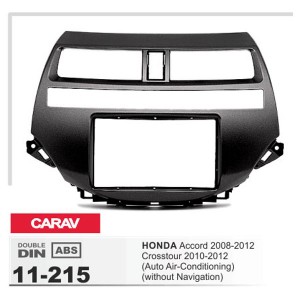 CARAV
DOUBLE
DIN
ABS
11-215
HONDA Accord 2008-2012
Crosstour 2010-2012
(Auto Air-Conditioning)
(without Navigation)